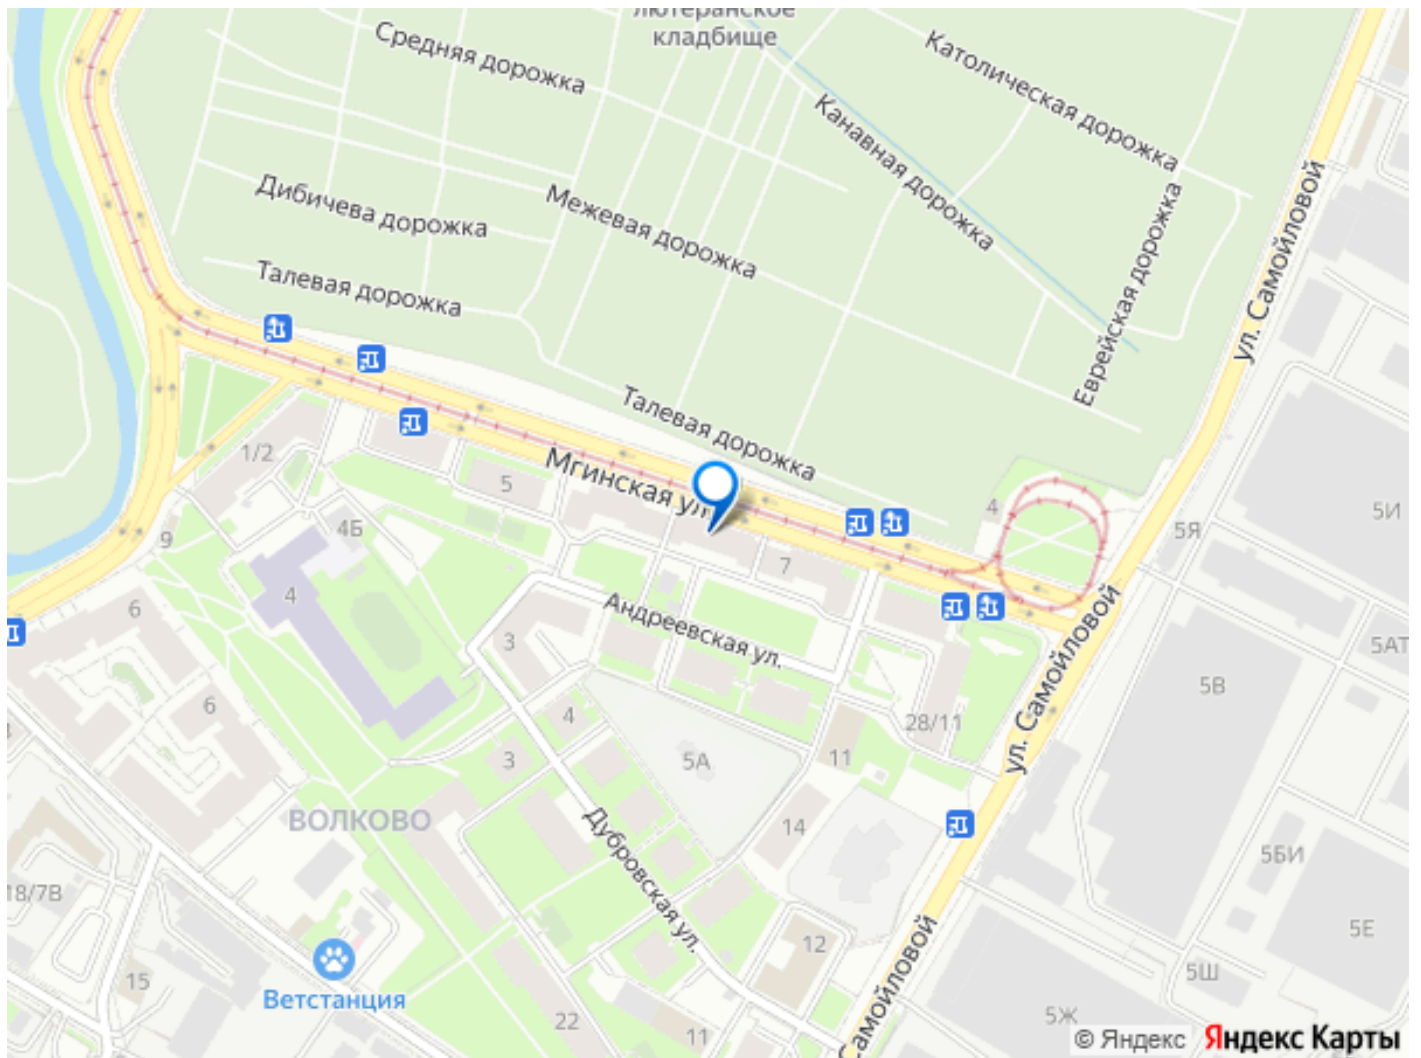 лютеранское
кладбище
Средняя дорожка
Католическая дорожка
Канавная дорожка
Дибичева дорожка
Межевая дорожка
Еврейская дорожка
ул. Самойловой
Талевая дорожка
Талевая дорожка
Мгинская ул.
1/2
5
4
5И
5Я
4Б
9
7
4
6
Андреевская ул.
3
5АТ
ул. Самойловой
5В
6
4
28/11
3
5А
11
ВОЛКОВО
14
Дубровская ул.
5БИ
18/7В
5Е
12
15
5Ш
Ветстанция
22
11
Самойловой
5Ж
© Яндекс
Яндекс Карты